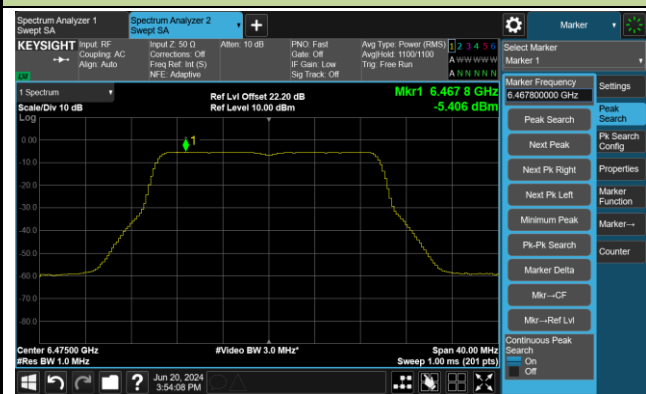 Spectrum Analyzer 1
Swept SA
Spectrum Analyzer 2
Swept SA
Marker
KEYSIGHT
Input: RF
Coupling: AC
Align: Auto
Input Z: 50 Ω
Corrections: Off
Freq Ref: Int (S)
NFE: Adaptive
Atten: 10 dB
PNO: Fast
Gate: Off
IF Gain: Low
Sig Track: Off
Avg Type: Power (RMS)
Avg|Hold: 1100/1100
Trig: Free Run
1 2 3 4 5 6
A W W W W W
A N N N N N
LXI
Select Marker
Marker 1
1 Spectrum
Scale/Div 10 dB
Log
Ref Lvl Offset 22.20 dB
Ref Level 10.00 dBm
Mkr1 6.467 8 GHz
-5.406 dBm
1
0.00
-10.0
-20.0
-30.0
-40.0
-50.0
-60.0
-70.0
-80.0
Center 6.47500 GHz
#Res BW 1.0 MHz
#Video BW 3.0 MHz*
Span 40.00 MHz
Sweep 1.00 ms (201 pts)
Marker Frequency
6.467800000 GHz
Peak Search
Next Peak
Next Pk Right
Next Pk Left
Minimum Peak
Pk-Pk Search
Marker Delta
Mkr→CF
Mkr→Ref Lvl
Continuous Peak
Search
On
Off
Settings
Peak
Search
Pk Search
Config
Properties
Marker
Function
Marker→
Counter
Jun 20, 2024
3:54:08 PM